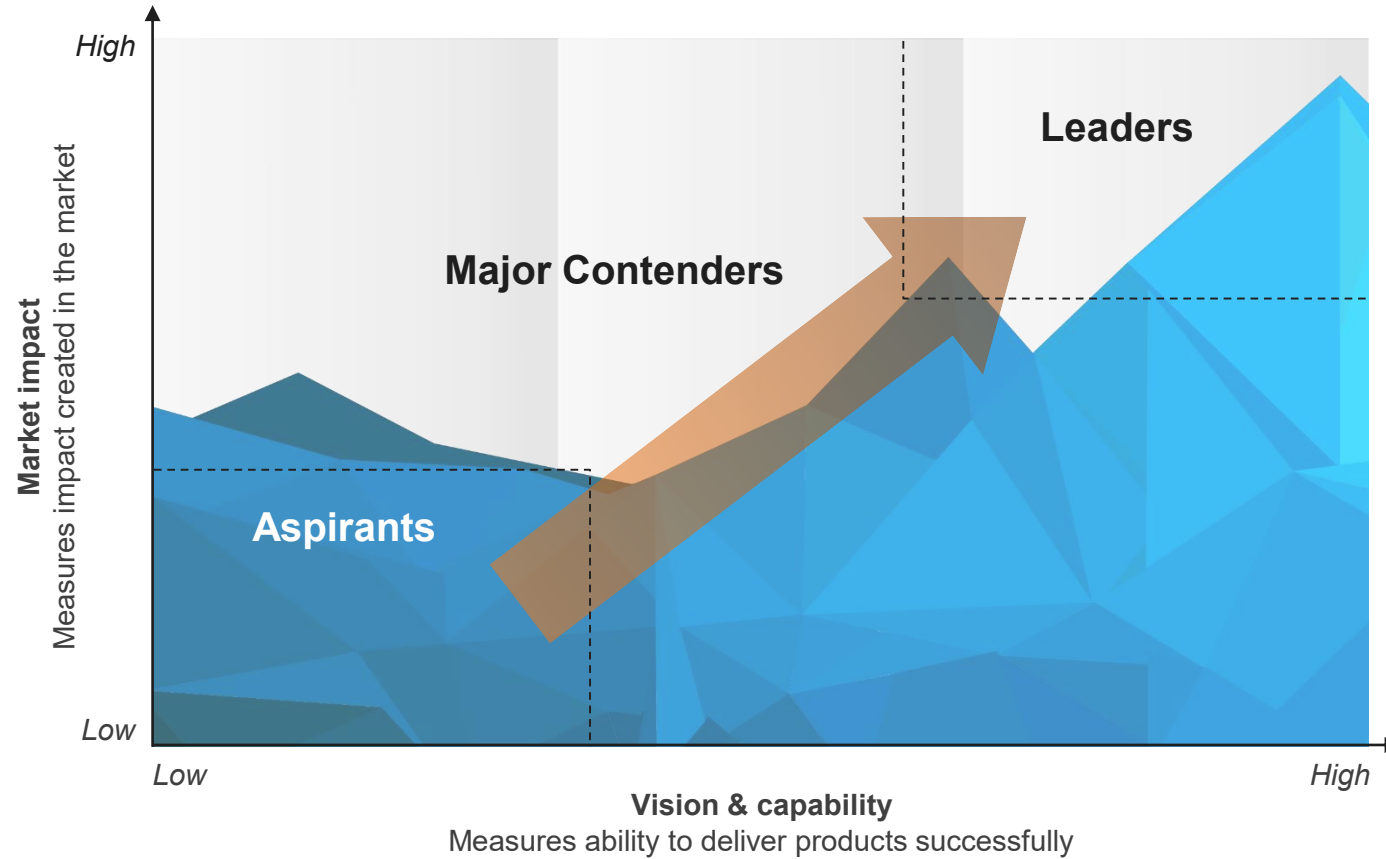 High
Leaders
Major Contenders
Market impact
Measures impact created in the market
Aspirants
Low
Low
High
Vision & capability
Measures ability to deliver products successfully